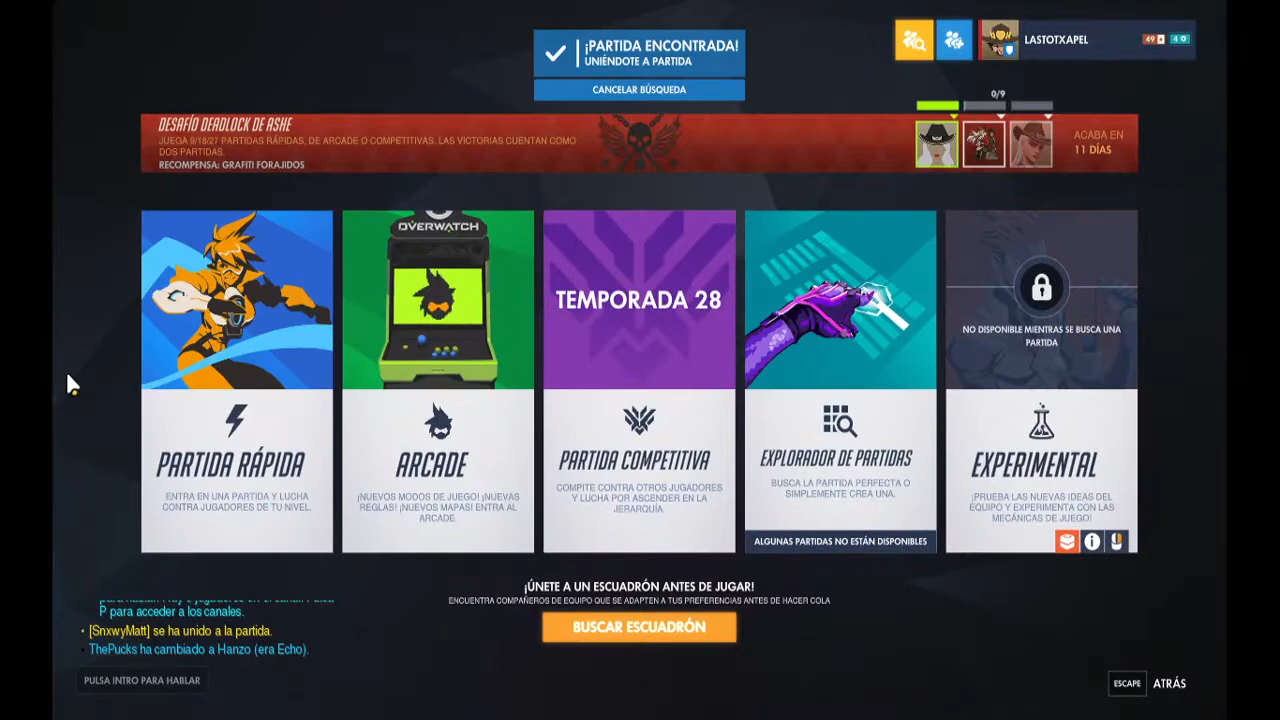 ¡PARTIDA ENCONTRADA!
UNIÉNDOTE A PARTIDA
CANCELAR BÚSQUEDA
LASTOTXAPEL
49
4
DESAFÍO DEADLOCK DE ASHE
JUEGA 9/18/27 PARTIDAS RÁPIDAS, DE ARCADE O COMPETITIVAS. LAS VICTORIAS CUENTAN COMO
DOS PARTIDAS.
RECOMPENSA: GRAFITI FORAJIDOS
0/9
ACABA EN
11 DÍAS
OVERWATCH
TEMPORADA 28
NO DISPONIBLE MIENTRAS SE BUSCA UNA
PARTIDA
PARTIDA RÁPIDA
ENTRA EN UNA PARTIDA Y LUCHA
CONTRA JUGADORES DE TU NIVEL.
ARCADE
¡NUEVOS MODOS DE JUEGO! ¡NUEVAS
REGLAS! ¡NUEVOS MAPAS! ENTRA AL
ARCADE.
PARTIDA COMPETITIVA
COMPITE CONTRA OTROS JUGADORES
Y LUCHA POR ASCENDER EN LA
JERARQUÍA.
EXPLORADOR DE PARTIDAS
BUSCA LA PARTIDA PERFECTA O
SIMPLEMENTE CREA UNA.
ALGUNAS PARTIDAS NO ESTÁN DISPONIBLES
EXPERIMENTAL
¡PRUEBA LAS NUEVAS IDEAS DEL
EQUIPO Y EXPERIMENTA CON LAS
MECÁNICAS DE JUEGO!
¡ÚNETE A UN ESCUADRÓN ANTES DE JUGAR!
ENCUENTRA COMPAÑEROS DE EQUIPO QUE SE ADAPTEN A TUS PREFERENCIAS ANTES DE HACER COLA
BUSCAR ESCUADRÓN
P para acceder a los canales.
[SnxwyMatt] se ha unido a la partida.
ThePucks ha cambiado a Hanzo (era Echo).
PULSA INTRO PARA HABLAR
ESCAPE
ATRÁS